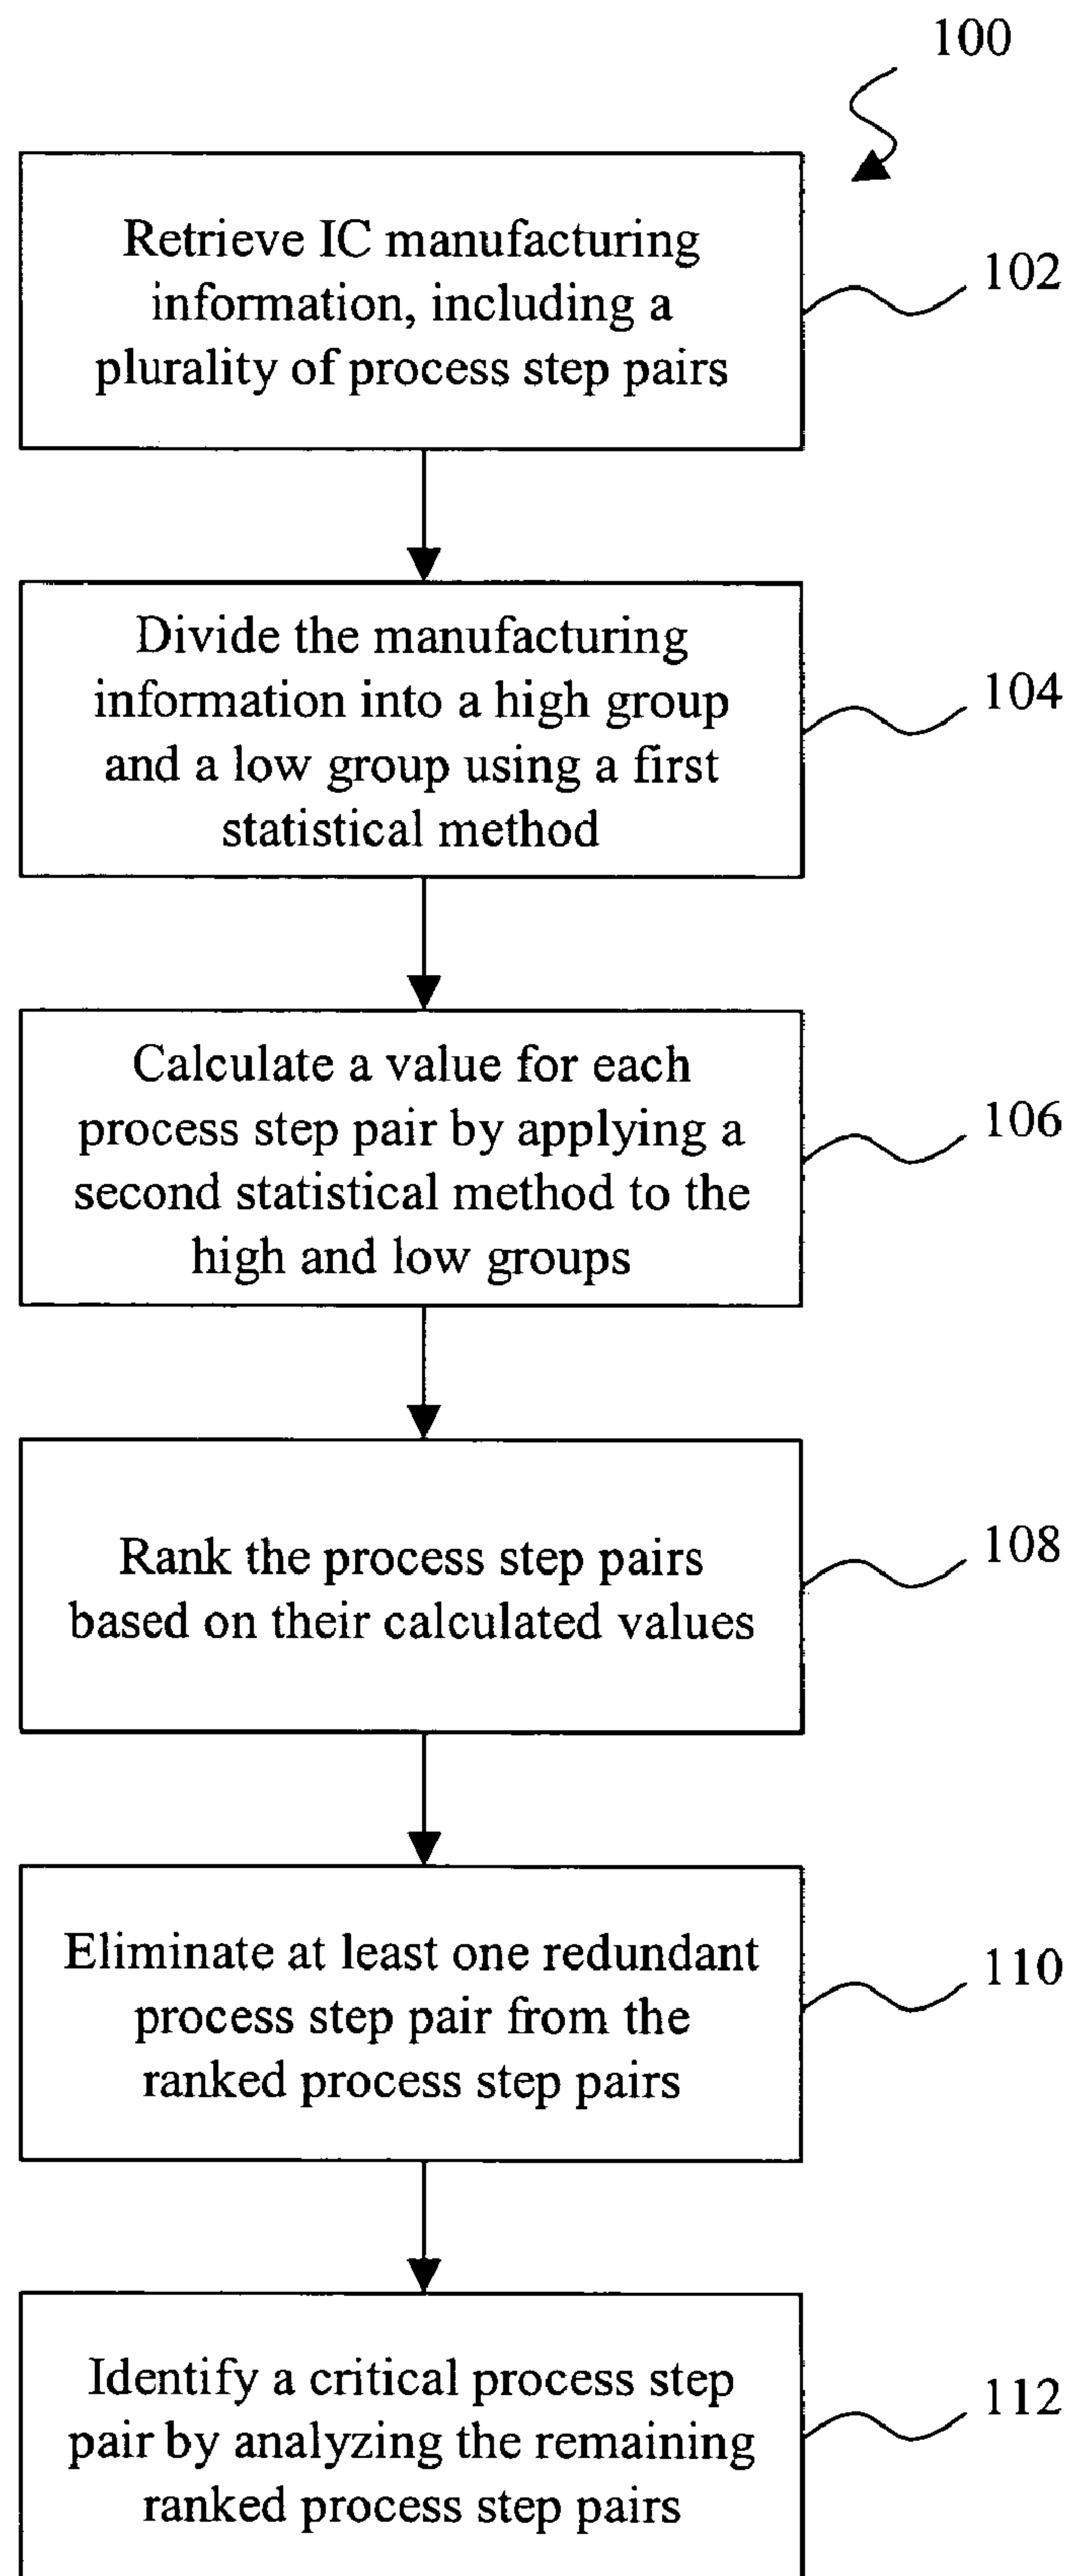 100
Retrieve IC manufacturing
information, including a
plurality of process step pairs
102
Divide the manufacturing
information into a high group
and a low group using a first
statistical method
104
Calculate a value for each
process step pair by applying a
second statistical method to the
high and low groups
106
Rank the process step pairs
based on their calculated values
108
Eliminate at least one redundant
process step pair from the
ranked process step pairs
110
Identify a critical process step
pair by analyzing the remaining
ranked process step pairs
112